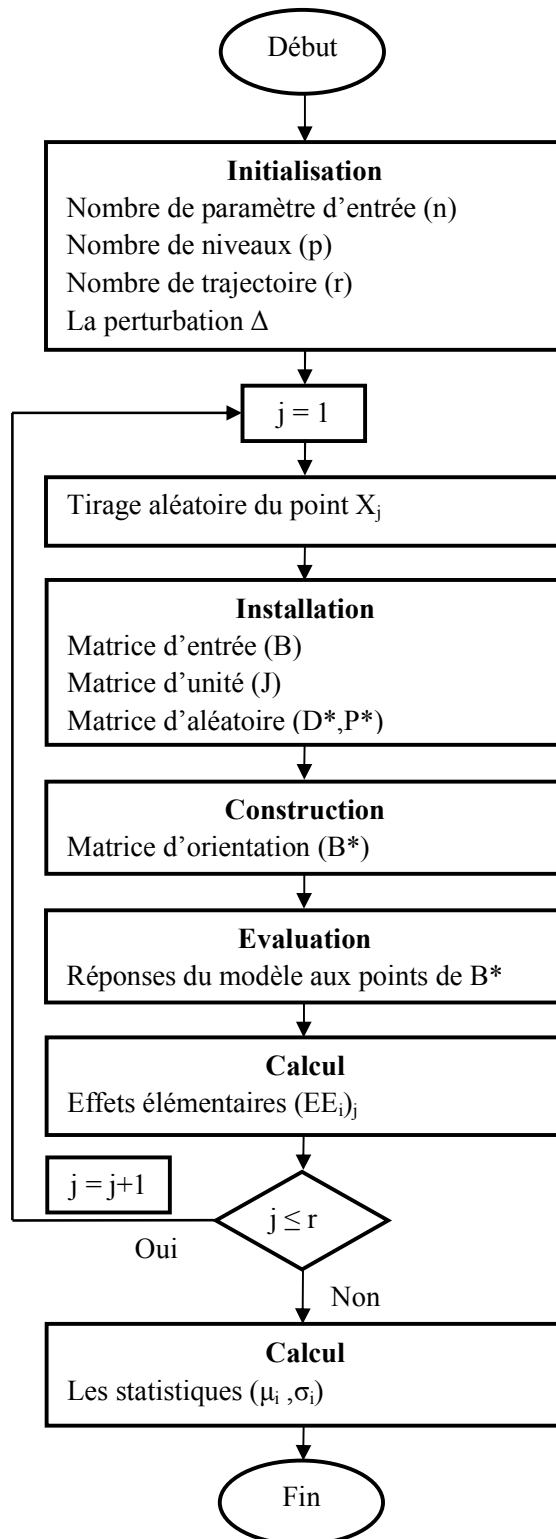 Début
Initialisation
Nombre de paramètre d'entrée (n)
Nombre de niveaux (p)
Nombre de trajectoire (r)
La perturbation Δ
j = 1
Tirage aléatoire du point Xj
Installation
Matrice d'entrée (B)
Matrice d'unité (J)
Matrice d'aléatoire (D*,P*)
Construction
Matrice d'orientation (B*)
Evaluation
Réponses du modèle aux points de B*
Calcul
Effets élémentaires (EEi)j
j = j+1
j ≤ r
Oui
Non
Calcul
Les statistiques (μi ,σi)
Fin